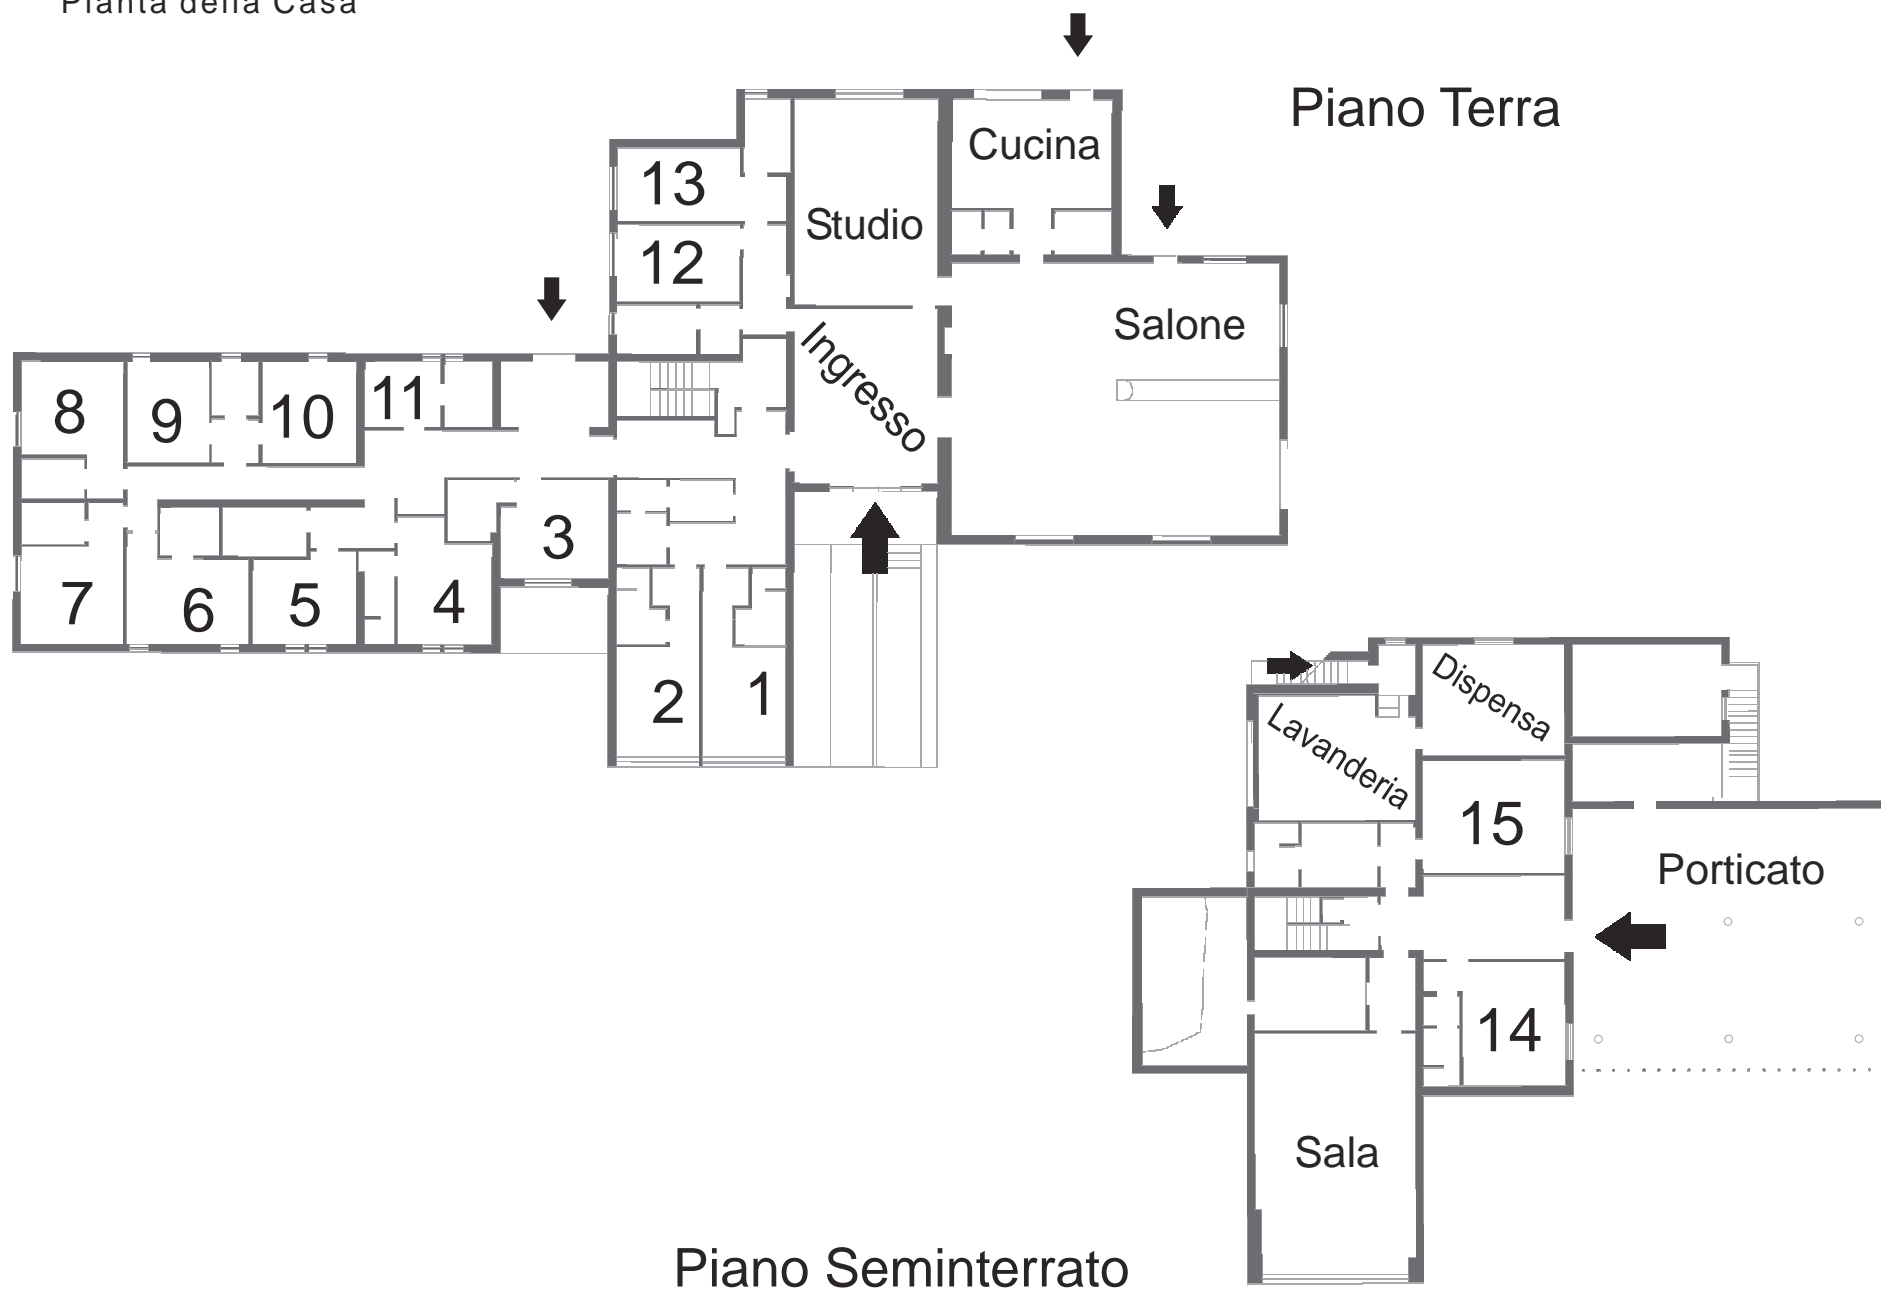 Pianta della Casa
Piano Terra
Cucina
13
Studio
12
Salone
Ingresso
8
9
10
11
3
7
6
5
4
2
1
Dispensa
Lavanderia
15
Porticato
14
Sala
Piano Seminterrato